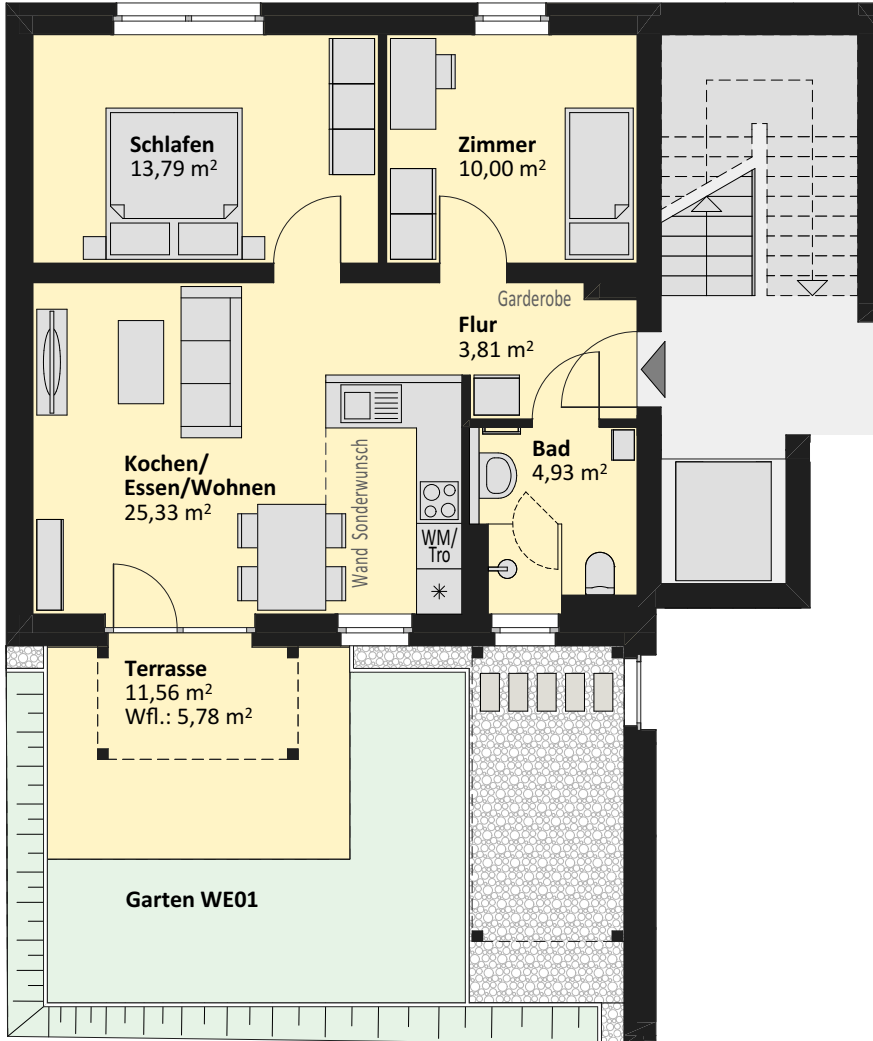 Schlafen
13,79 m²
Zimmer
10,00 m²
Garderobe
Flur
3,81 m²
Kochen/
Essen/Wohnen
25,33 m²
Wand Sonderwunsch
WM/
Tro
Bad
4,93 m²
Terrasse
11,56 m²
Wfl.: 5,78 m²
Garten WE01